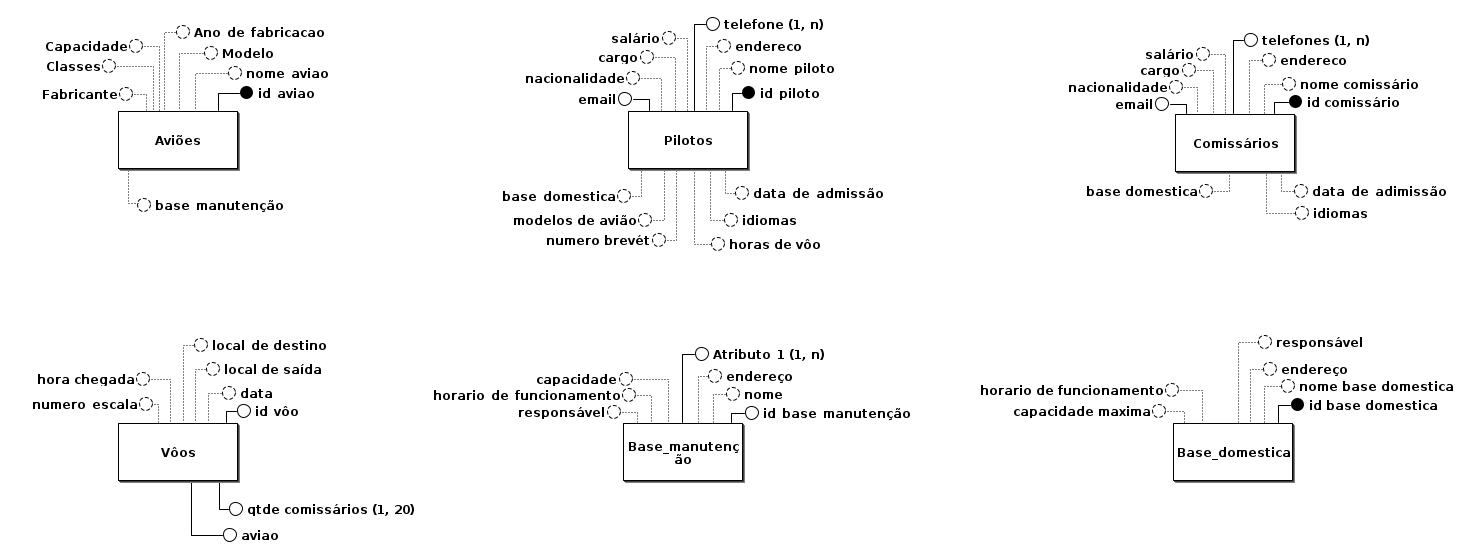 Ano de fabricacao
Capacidade
Modelo
Classes
nome aviao
Fabricante
id aviao
Aviões
base manutenção
telefone (1, n)
salário
endereco
cargo
nome piloto
nacionalidade
email
id piloto
Pilotos
base domestica
data de admissão
modelos de avião
idiomas
numero brevét
horas de vôo
telefones (1, n)
salário
endereco
cargo
nome comissário
nacionalidade
email
id comissário
Comissários
base domestica
data de adimissão
idiomas
local de destino
local de saída
hora chegada
data
numero escala
id vôo
Vôos
qtde comissários (1, 20)
aviao
Atributo 1 (1, n)
capacidade
endereço
horario de funcionamento
nome
responsável
id base manutenção
Base_manutenç
ão
responsável
endereço
horario de funcionamento
nome base domestica
capacidade maxima
id base domestica
Base_domestica